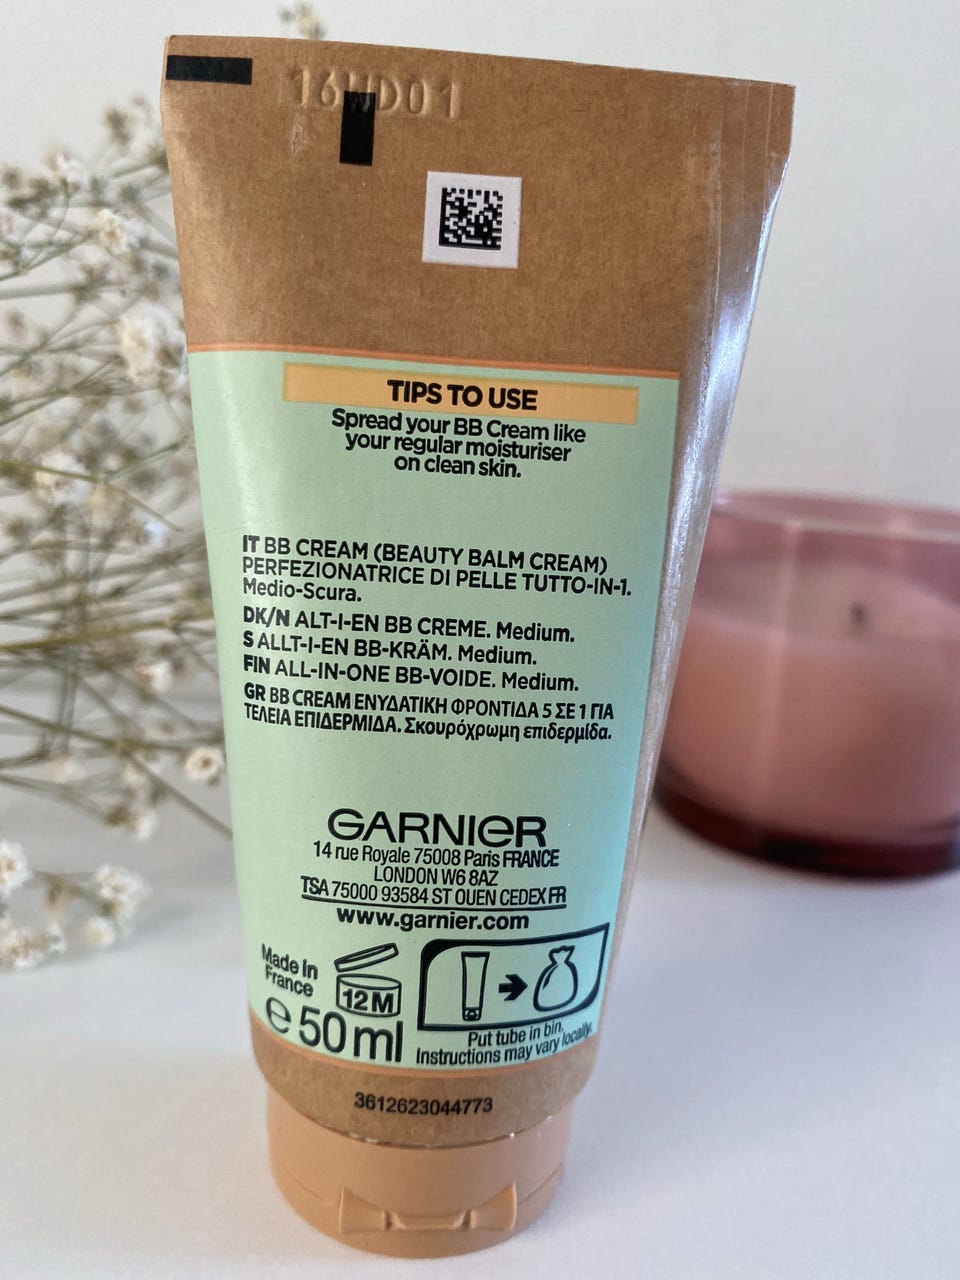 16WD01
TIPS TO USE
Spread your BB Cream like
your regular moisturiser
on clean skin.
IT BB CREAM (BEAUTY BALM CREAM)
PERFEZIONATRICE DI PELLE TUTTO-IN-1.
Medio-Scura.
DK/N ALT-I-EN BB CREME. Medium.
S ALLT-I-EN BB-KRÄM. Medium.
FIN ALL-IN-ONE BB-VOIDE. Medium.
GR BB CREAM ΕΝΥΔΑΤΙΚΗ ΦΡΟΝΤΙΔΑ 5 ΣΕ 1 ΓΙΑ
ΤΕΛΕΙΑ ΕΠΙΔΕΡΜΙΔΑ. Σκουρόχρωμη επιδερμίδα.
GARNIER
14 rue Royale 75008 Paris FRANCE
LONDON W6 8AZ
TSA 75000 93584 ST OUEN CEDEX FR
www.garnier.com
Made in
France
12 M
℮ 50 ml
Put tube in bin.
Instructions may vary locally.
3612623044773